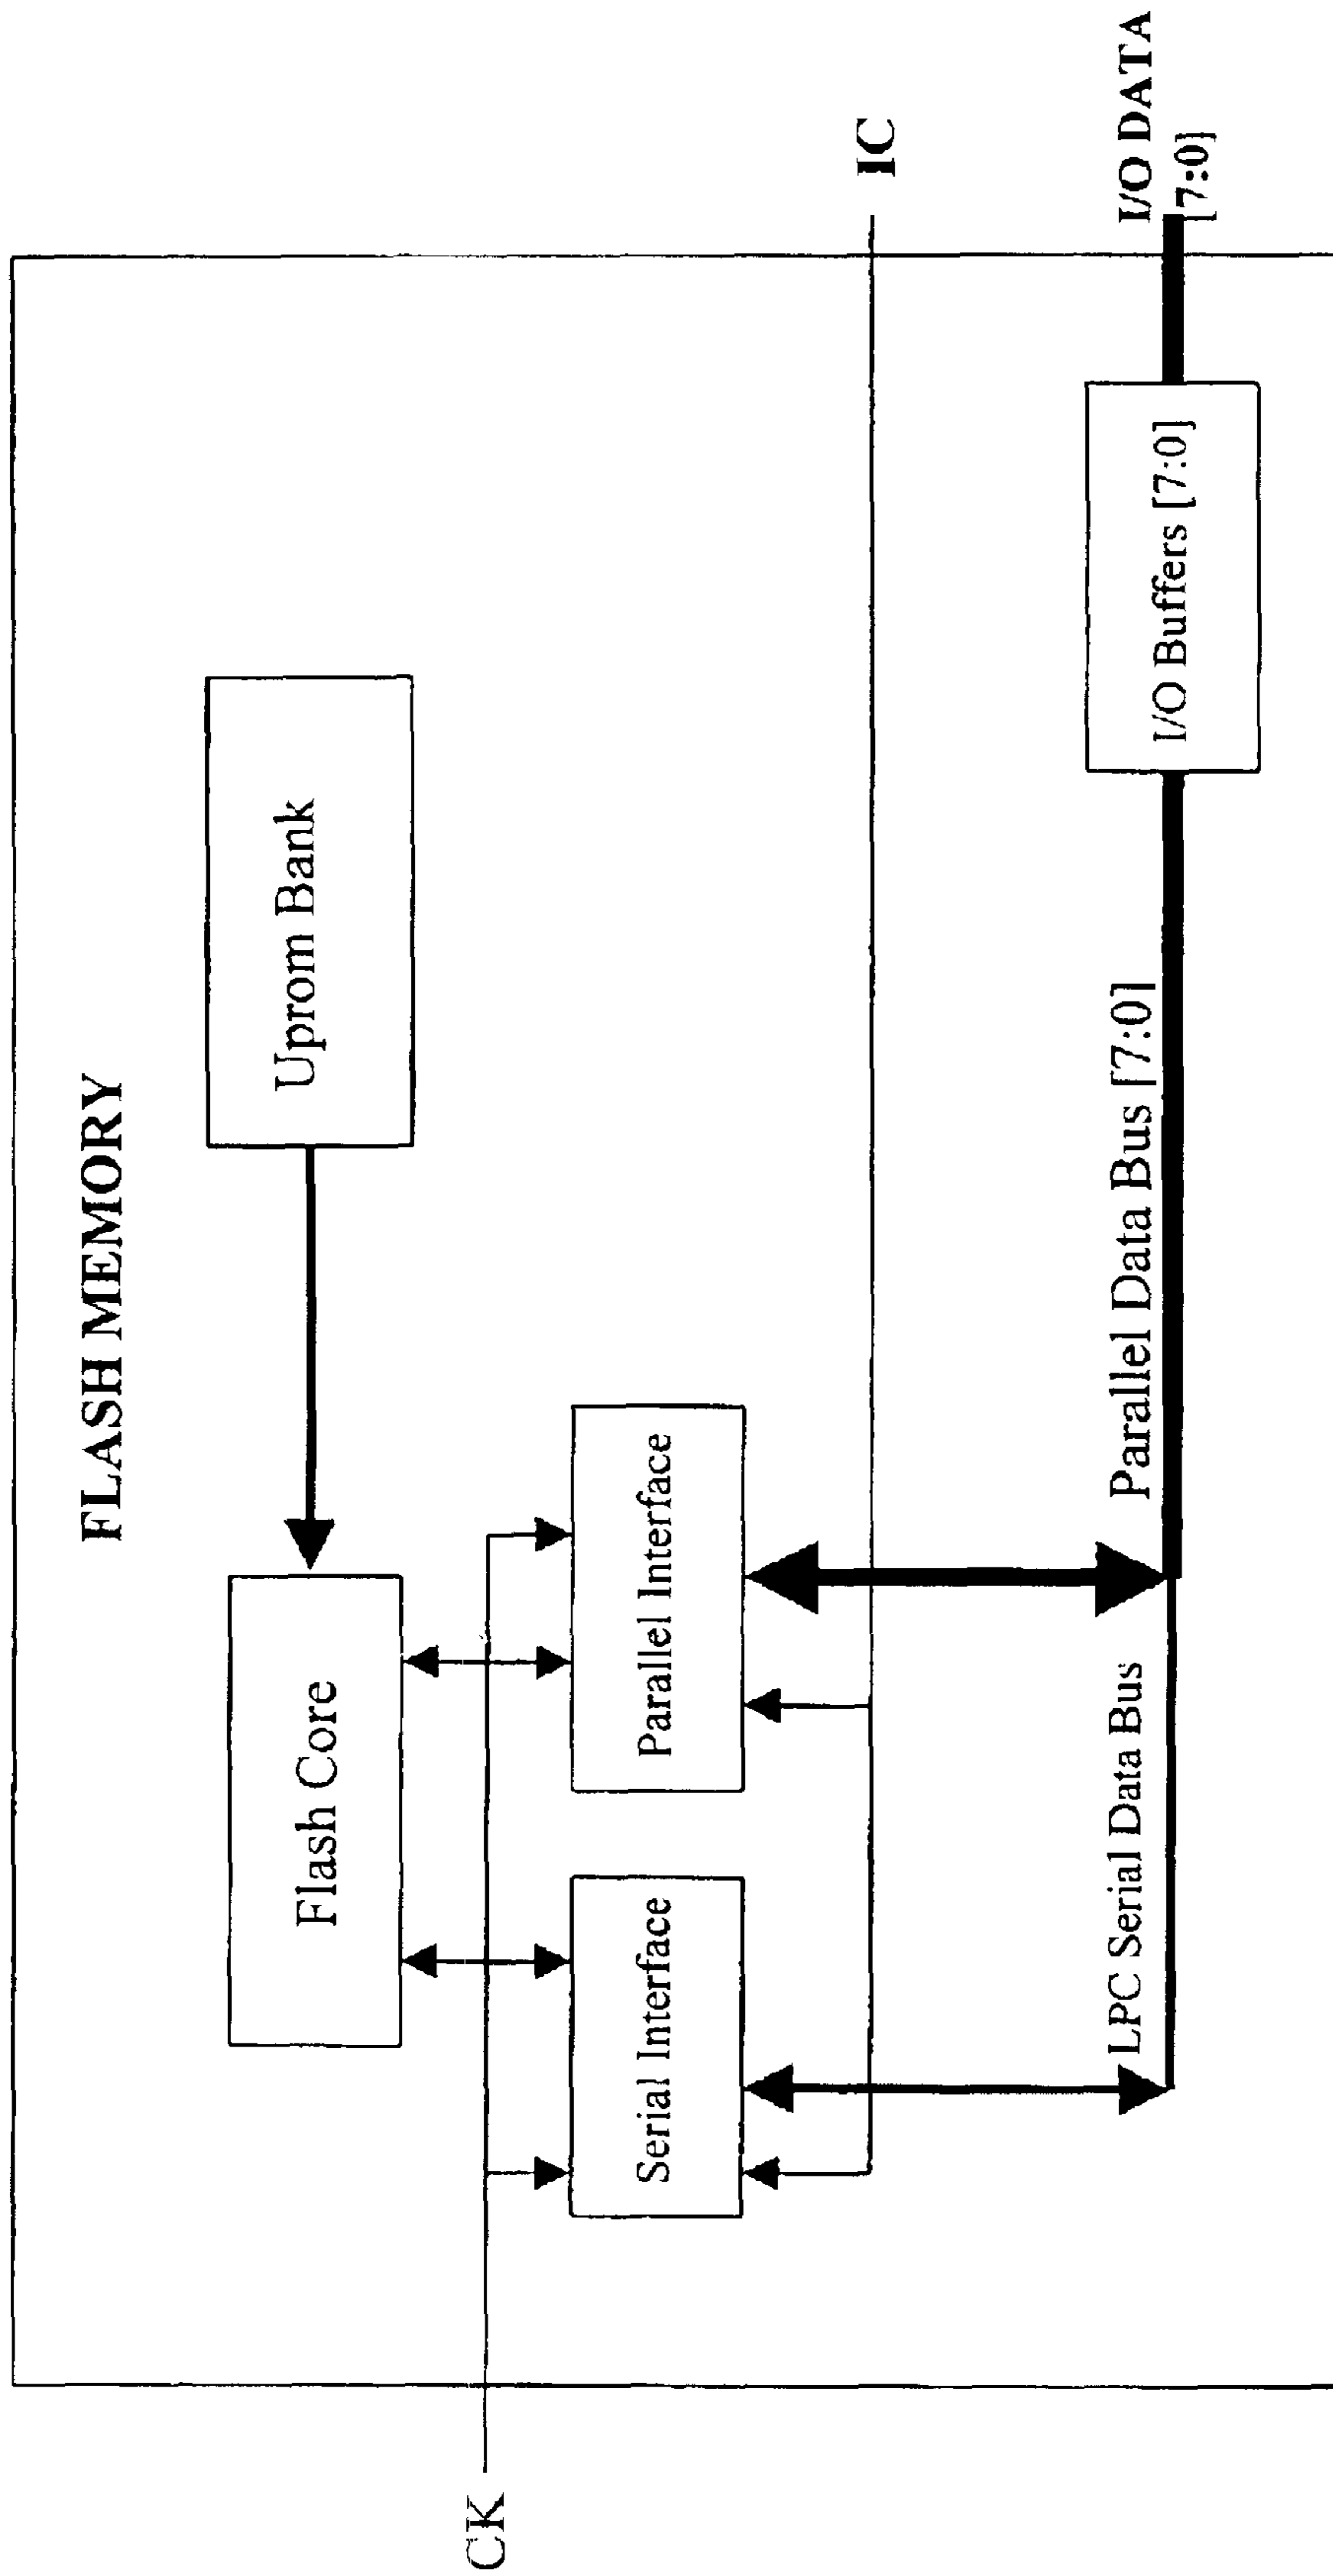 FLASH MEMORY
Flash Core
Uprom Bank
CK
Serial Interface
Parallel Interface
IC
LPC Serial Data Bus
Parallel Data Bus [7:0]
I/O Buffers [7:0]
I/O DATA
[7:0]